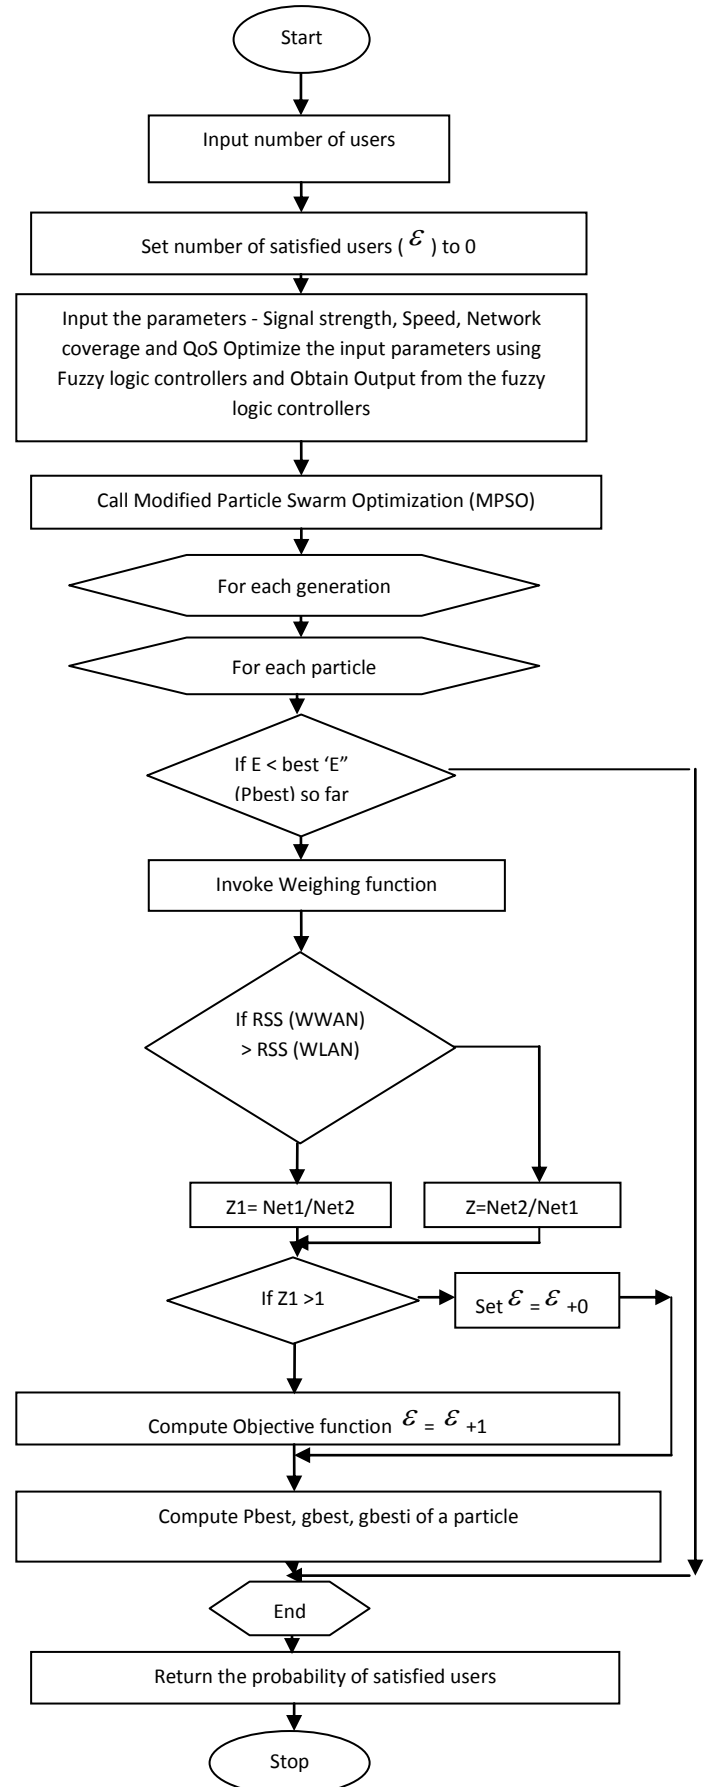 Start
Input number of users
Set number of satisfied users ( ε ) to 0
Input the parameters - Signal strength, Speed, Network
coverage and QoS Optimize the input parameters using
Fuzzy logic controllers and Obtain Output from the fuzzy
logic controllers
Call Modified Particle Swarm Optimization (MPSO)
For each generation
For each particle
If E < best ‘E”
(Pbest) so far
Invoke Weighing function
If RSS (WWAN)
> RSS (WLAN)
Z1= Net1/Net2
Z=Net2/Net1
If Z1 >1
Set ε = ε +0
Compute Objective function ε = ε +1
Compute Pbest, gbest, gbesti of a particle
End
Return the probability of satisfied users
Stop